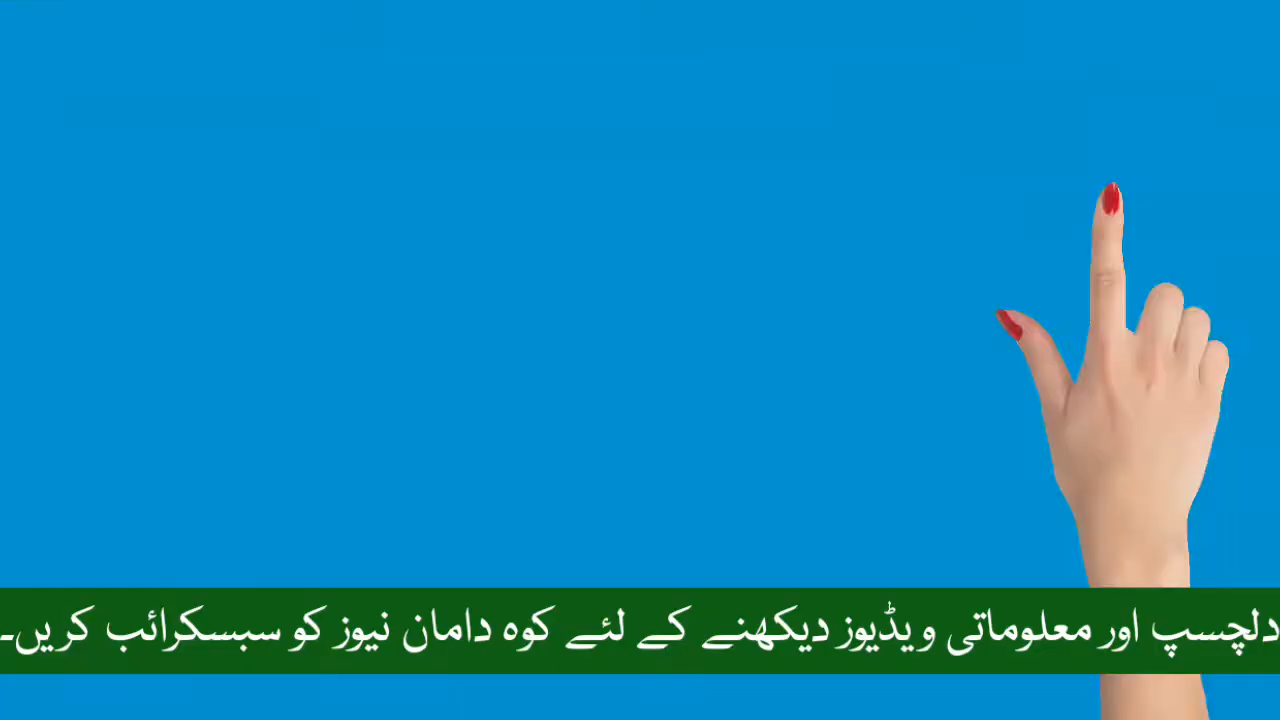 دلچسپ اور معلوماتی ویڈیوز دیکھنے کے لئے کوہ دامان نیوز کو سبسکرائب کریں۔